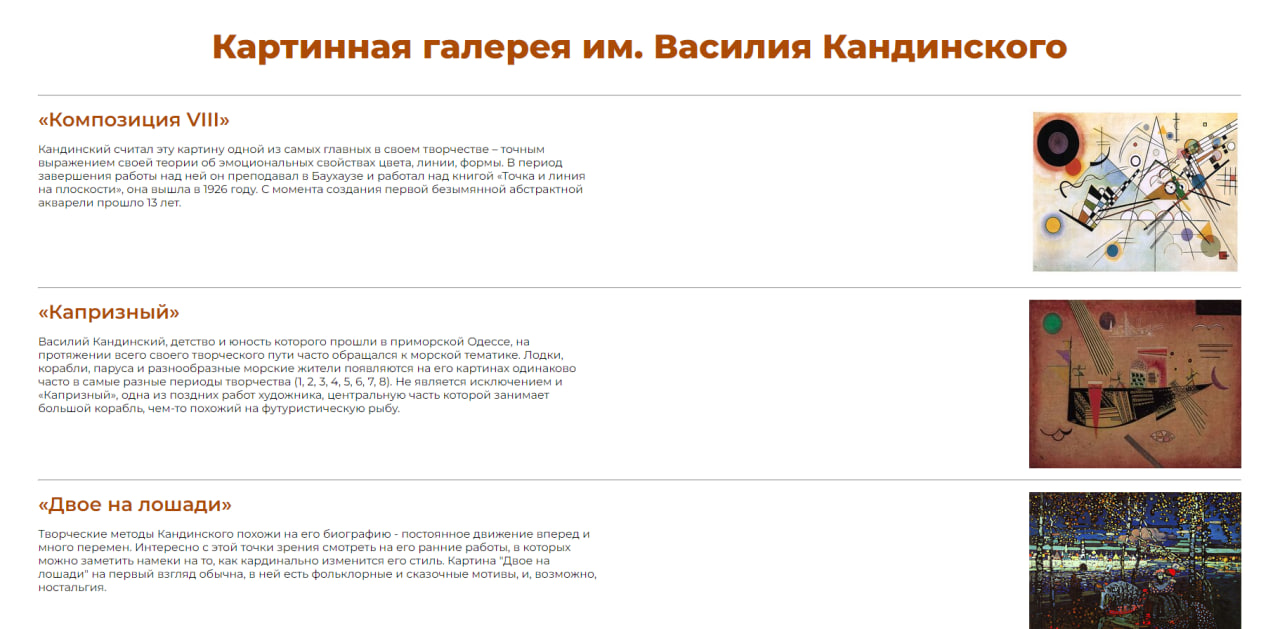 Картинная галерея им. Василия Кандинского
«Композиция VIII»
Кандинский считал эту картину одной из самых главных в своем творчестве – точным
выражением своей теории об эмоциональных свойствах цвета, линии, формы. В период
завершения работы над ней он преподавал в Баухаузе и работал над книгой «Точка и линия
на плоскости», она вышла в 1926 году. С момента создания первой безымянной абстрактной
акварели прошло 13 лет.
«Капризный»
Василий Кандинский, детство и юность которого прошли в приморской Одессе, на
протяжении всего своего творческого пути часто обращался к морской тематике. Лодки,
корабли, паруса и разнообразные морские жители появляются на его картинах одинаково
часто в самые разные периоды творчества (1, 2, 3, 4, 5, 6, 7, 8). Не является исключением и
«Капризный», одна из поздних работ художника, центральную часть которой занимает
большой корабль, чем-то похожий на футуристическую рыбу.
«Двое на лошади»
Творческие методы Кандинского похожи на его биографию - постоянное движение вперед и
много перемен. Интересно с этой точки зрения смотреть на его ранние работы, в которых
можно заметить намеки на то, как кардинально изменится его стиль. Картина "Двое на
лошади" на первый взгляд обычна, в ней есть фольклорные и сказочные мотивы, и, возможно,
ностальгия.